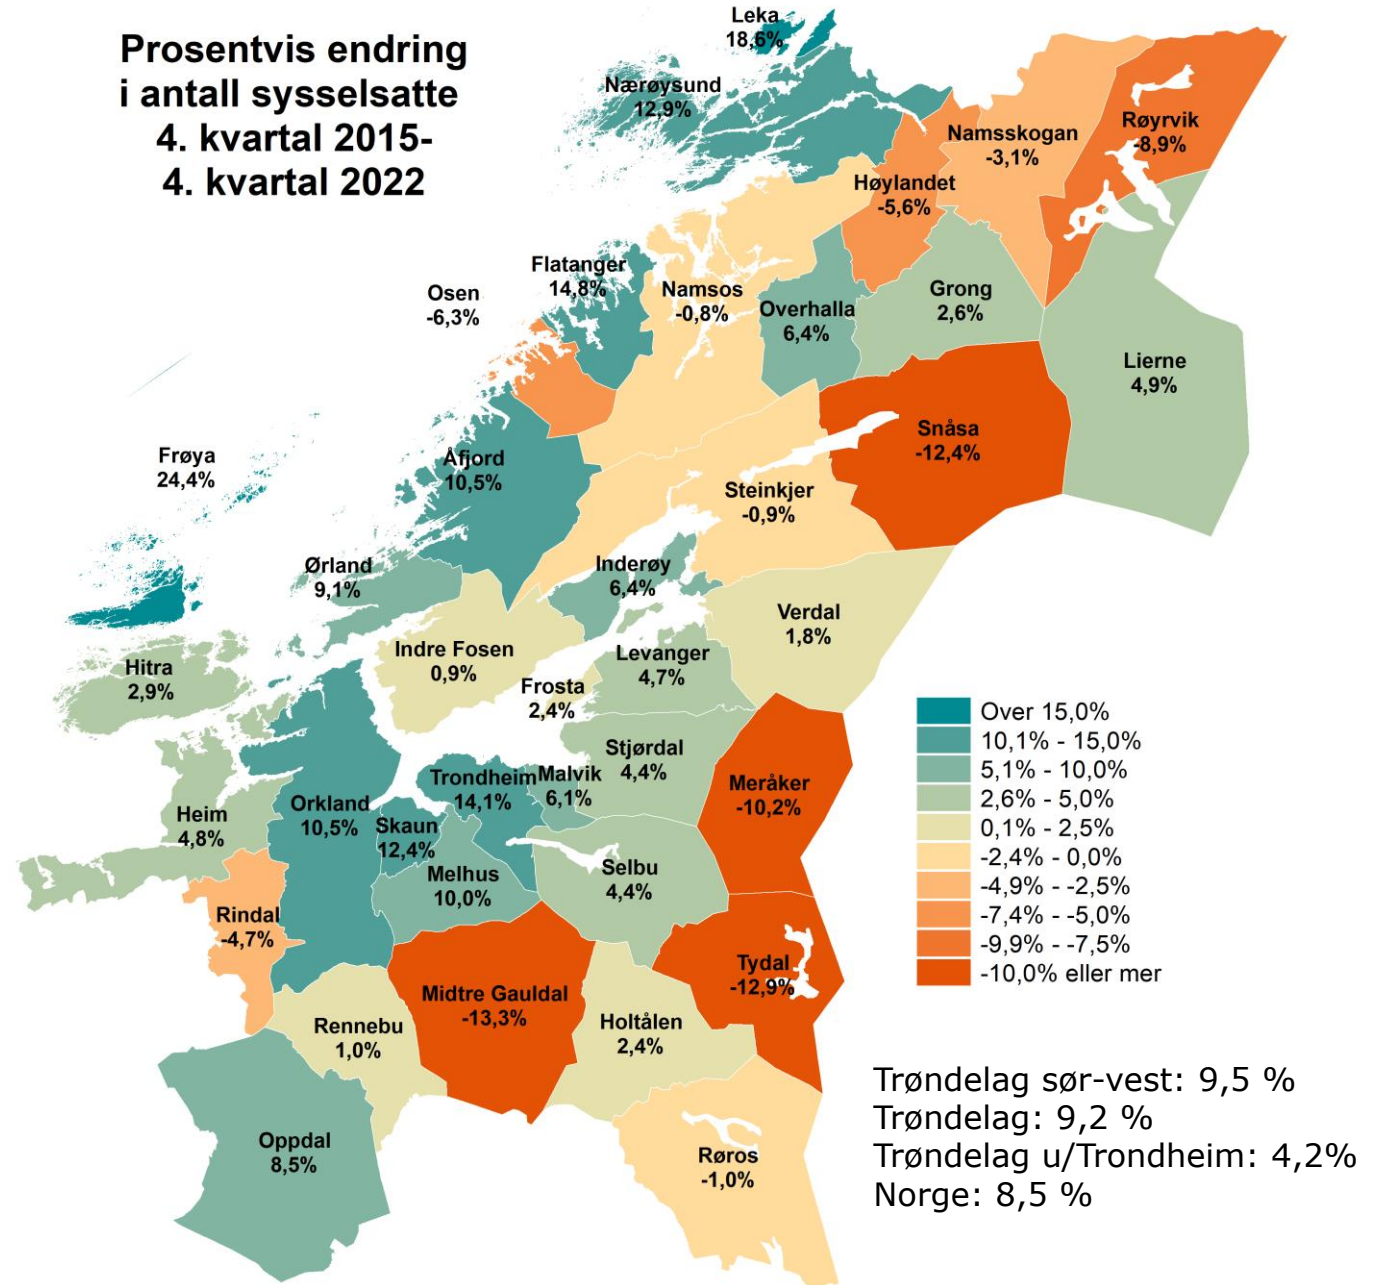 Prosentvis endring
i antall sysselsatte
4. kvartal 2015-
4. kvartal 2022
Leka
18,6%
Nærøysund
12,9%
Namsskogan
-3,1%
Røyrvik
-8,9%
Høylandet
-5,6%
Flatanger
14,8%
Osen
-6,3%
Namsos
-0,8%
Overhalla
6,4%
Grong
2,6%
Lierne
4,9%
Snåsa
-12,4%
Frøya
24,4%
Åfjord
10,5%
Steinkjer
-0,9%
Ørland
9,1%
Inderøy
6,4%
Verdal
1,8%
Indre Fosen
0,9%
Levanger
4,7%
Hitra
2,9%
Frosta
2,4%
Stjørdal
4,4%
Meråker
-10,2%
Trondheim
14,1%
Malvik
6,1%
Orkland
10,5%
Heim
4,8%
Skaun
12,4%
Melhus
10,0%
Selbu
4,4%
Rindal
-4,7%
Tydal
-12,9%
Midtre Gauldal
-13,3%
Rennebu
1,0%
Holtålen
2,4%
Oppdal
8,5%
Røros
-1,0%
Over 15,0%
10,1% - 15,0%
5,1% - 10,0%
2,6% - 5,0%
0,1% - 2,5%
-2,4% - 0,0%
-4,9% - -2,5%
-7,4% - -5,0%
-9,9% - -7,5%
-10,0% eller mer
Trøndelag sør-vest: 9,5 %
Trøndelag: 9,2 %
Trøndelag u/Trondheim: 4,2%
Norge: 8,5 %